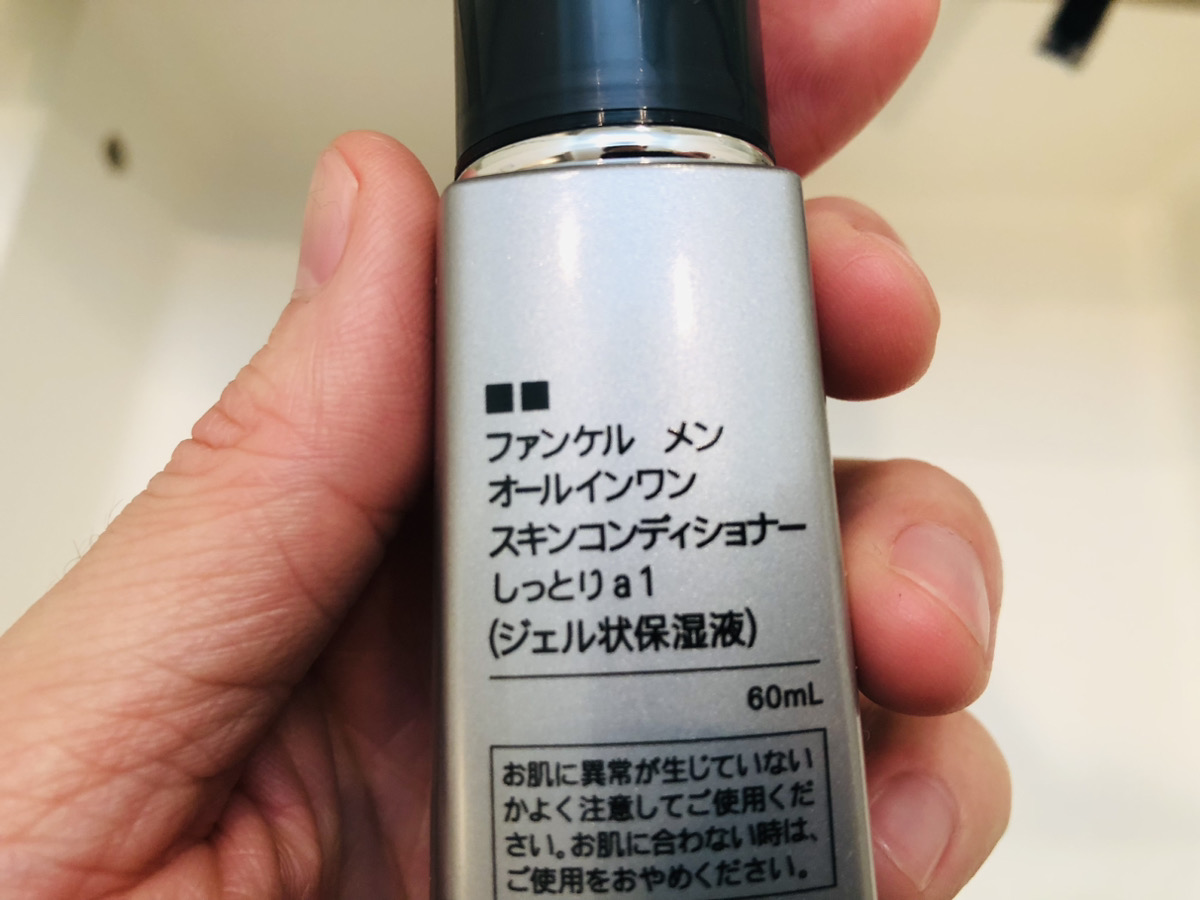 ■■
ファンケル メン
オールインワン
スキンコンディショナー
しっとりa1
(ジェル状保湿液)
60mL
お肌に異常が生じていない
かよく注意してご使用くだ
さい。お肌に合わない時は、
ご使用をおやめください。